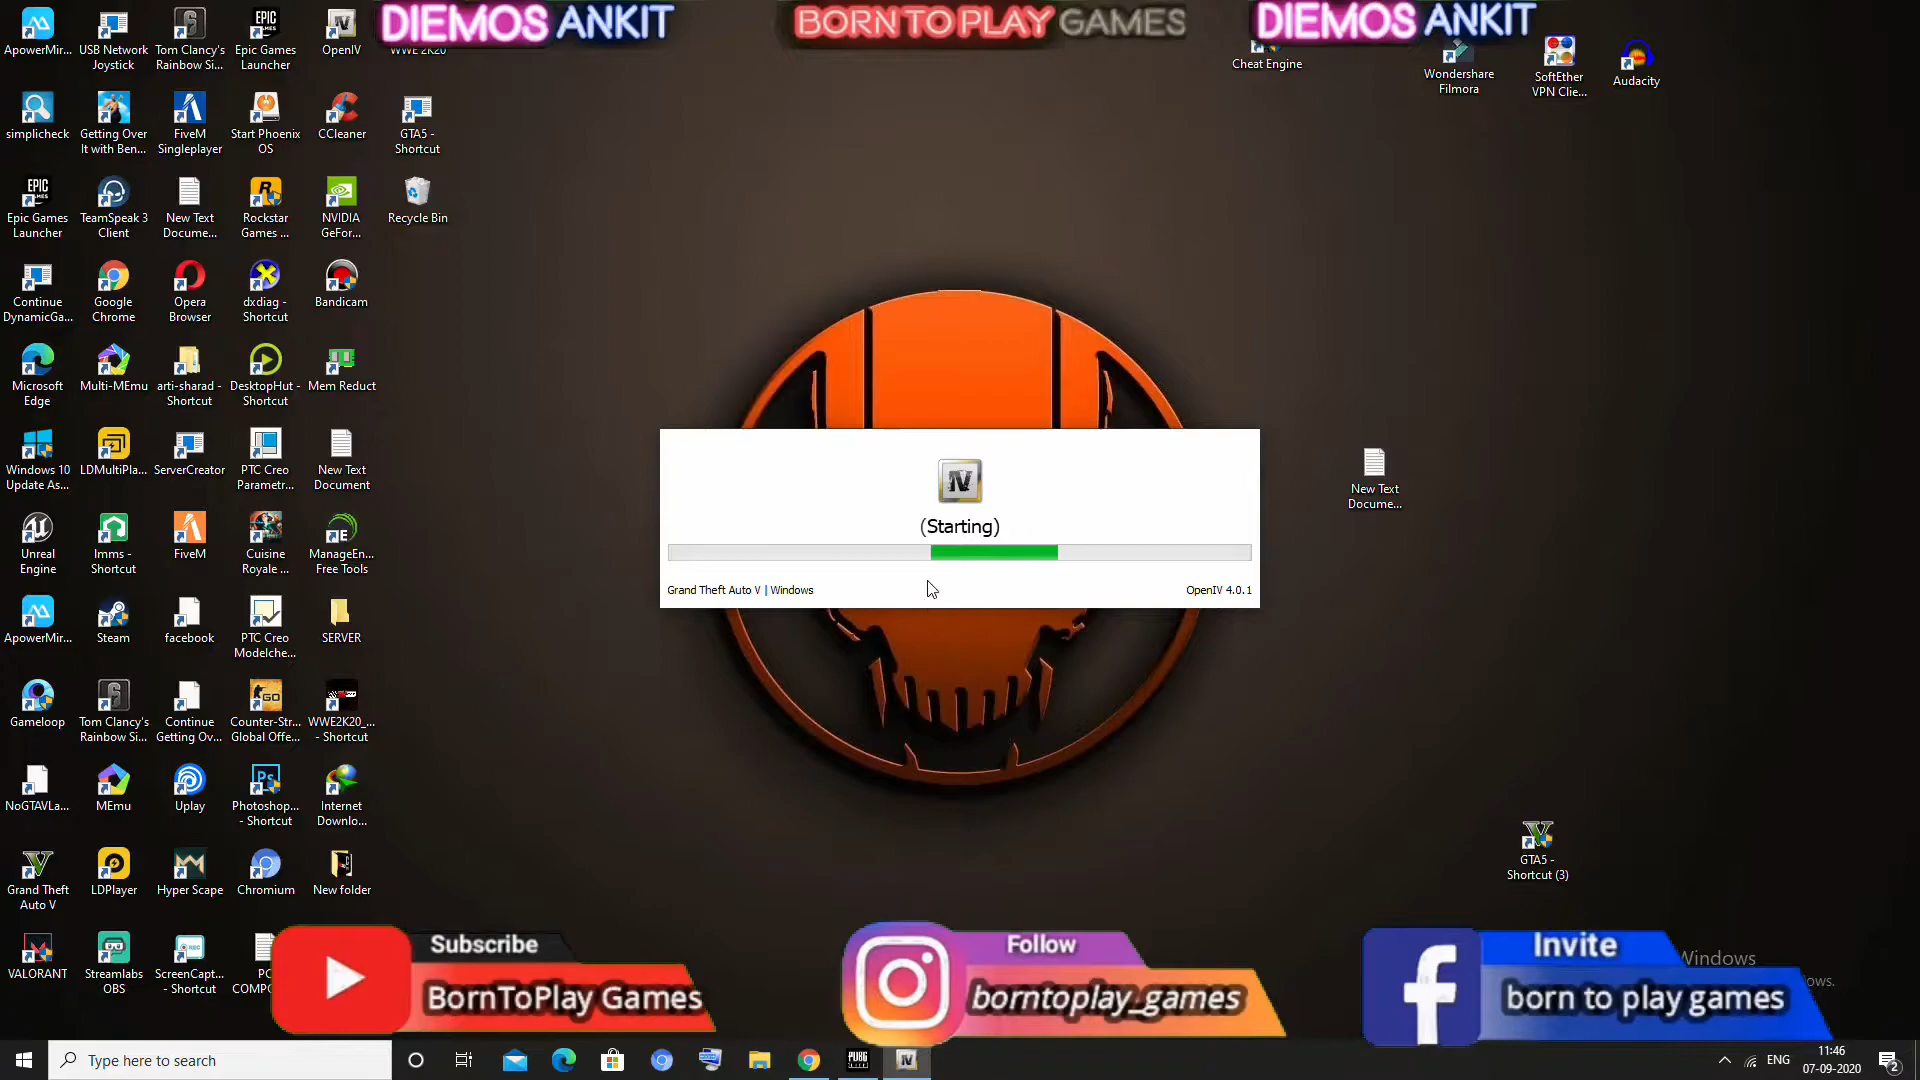 DIEMOS ANKIT
BORN TO PLAY GAMES
DIEMOS ANKIT
ApowerMir...
USB Network
Joystick
Tom Clancy's
Rainbow Si...
Epic Games
Launcher
OpenIV
WWE 2K20
Cheat Engine
Wondershare
Filmora
SoftEther
VPN Clie...
Audacity
simplicheck
Getting Over
It with Ben...
FiveM
Singleplayer
Start Phoenix
OS
CCleaner
GTA5 -
Shortcut
Epic Games
Launcher
TeamSpeak 3
Client
New Text
Docume...
Rockstar
Games ...
NVIDIA
GeFor...
Recycle Bin
Continue
DynamicGa...
Google
Chrome
Opera
Browser
dxdiag -
Shortcut
Bandicam
Microsoft
Edge
Multi-MEmu
arti-sharad -
Shortcut
DesktopHut -
Shortcut
Mem Reduct
Windows 10
Update As...
LDMultiPla...
ServerCreator
PTC Creo
Parametr...
New Text
Document
New Text
Docume...
Unreal
Engine
lmms -
Shortcut
FiveM
Cuisine
Royale ...
ManageEn...
Free Tools
(Starting)
Grand Theft Auto V | Windows
OpenIV 4.0.1
ApowerMir...
Steam
facebook
PTC Creo
Modelche...
SERVER
Gameloop
Tom Clancy's
Rainbow Si...
Continue
Getting Ov...
Counter-Str...
Global Offe...
WWE2K20_...
- Shortcut
NoGTAVLa...
MEmu
Uplay
Photoshop...
- Shortcut
Internet
Downlo...
Grand Theft
Auto V
LDPlayer
Hyper Scape
Chromium
New folder
GTA5 -
Shortcut (3)
VALORANT
Streamlabs
OBS
ScreenCapt...
- Shortcut
Subscribe
BornToPlay Games
Follow
borntoplay_games
Invite
born to play games
Windows
Type here to search
ENG
11:46
07-09-2020
2